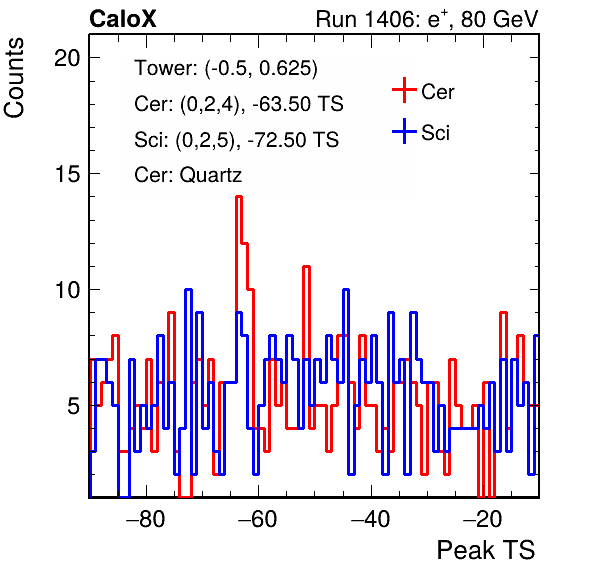 CaloX
Run 1406: e+, 80 GeV
Counts
Tower: (-0.5, 0.625)
Cer: (0,2,4), -63.50 TS
Sci: (0,2,5), -72.50 TS
Cer: Quartz
Cer
Sci
20
15
10
5
−80 −60 −40 −20
Peak TS